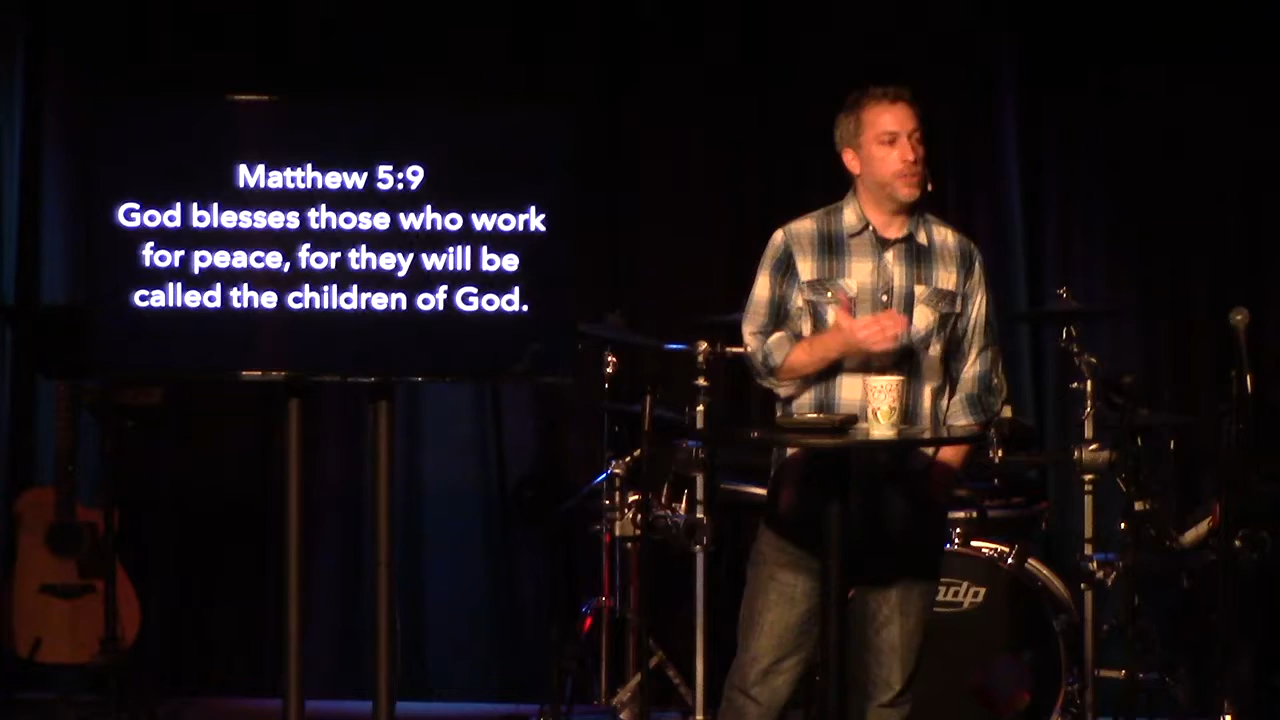 Matthew 5:9
God blesses those who work
for peace, for they will be
called the children of God.
pdp